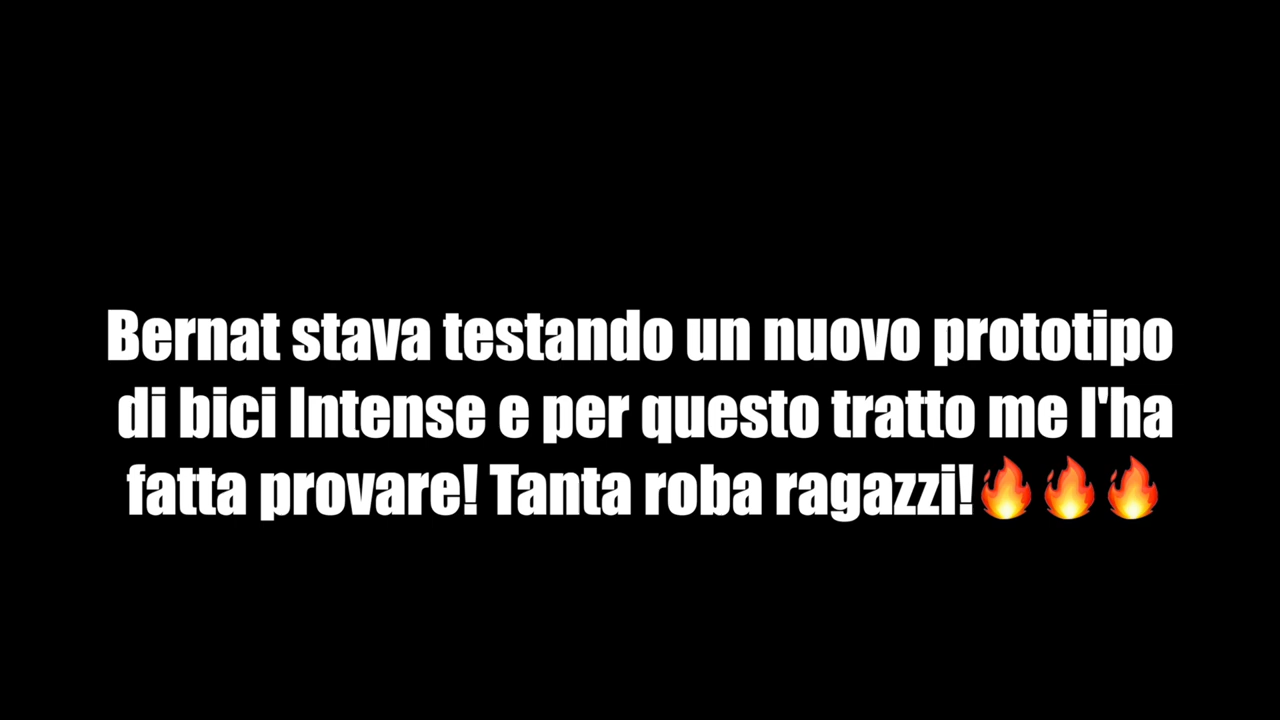 Bernat stava testando un nuovo prototipo
di bici Intense e per questo tratto me l'ha
fatta provare! Tanta roba ragazzi!🔥🔥🔥